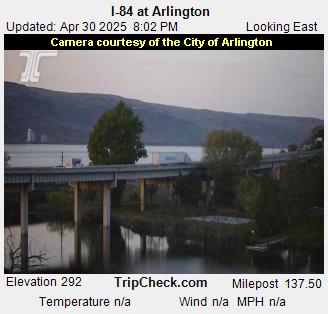 I-84 at Arlington
Updated: Apr 30 2025 8:02 PM Looking East
Camera courtesy of the City of Arlington
Elevation 292 TripCheck.com Milepost 137.50
Temperature n/a Wind n/a MPH n/a